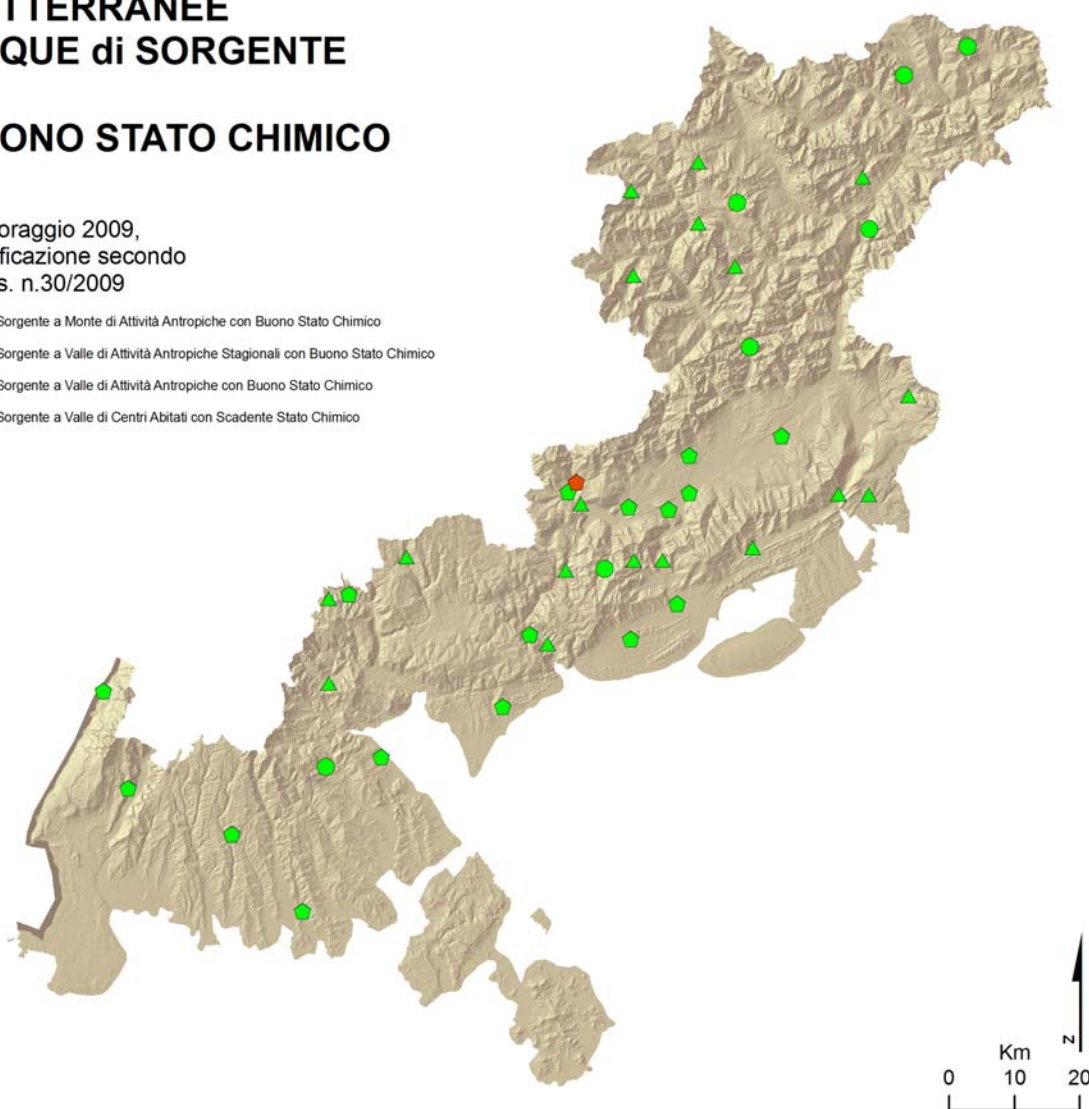 TTERRANEE
QUE di SORGENTE
ONO STATO CHIMICO
oraggio 2009,
ficazione secondo
s. n.30/2009
Sorgente a Monte di Attività Antropiche con Buono Stato Chimico
Sorgente a Valle di Attività Antropiche Stagionali con Buono Stato Chimico
Sorgente a Valle di Attività Antropiche con Buono Stato Chimico
Sorgente a Valle di Centri Abitati con Scadente Stato Chimico
N
Km
0 10 20